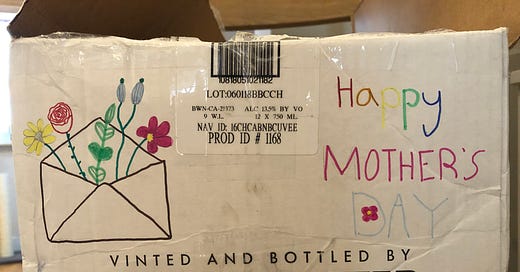 10818051021182
LOT:060118BBCCH
BWN-CA-21973 ALC 13.5% BY VO
9 W.L. 12 X 750 ML.
NAV ID: 16CHCABNBCUVEE
PROD ID # 1168
Happy
MOTHER'S
DAY
VINTED AND BOTTLED BY